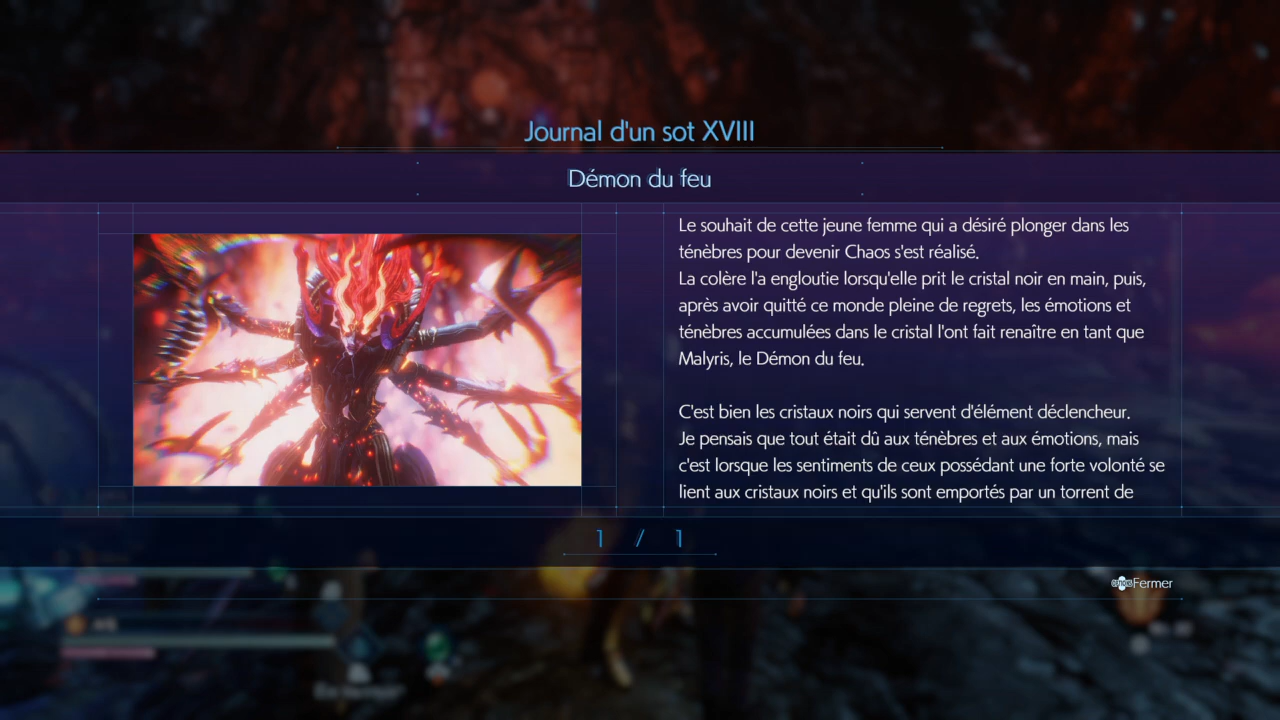 Journal d'un sot XVIII
Démon du feu
Le souhait de cette jeune femme qui a désiré plonger dans les
ténèbres pour devenir Chaos s'est réalisé.
La colère l'a engloutie lorsqu'elle prit le cristal noir en main, puis,
après avoir quitté ce monde pleine de regrets, les émotions et
ténèbres accumulées dans le cristal l'ont fait renaître en tant que
Malyris, le Démon du feu.
C'est bien les cristaux noirs qui servent d'élément déclencheur.
Je pensais que tout était dû aux ténèbres et aux émotions, mais
c'est lorsque les sentiments de ceux possédant une forte volonté se
lient aux cristaux noirs et qu'ils sont emportés par un torrent de
1 / 1
Fermer